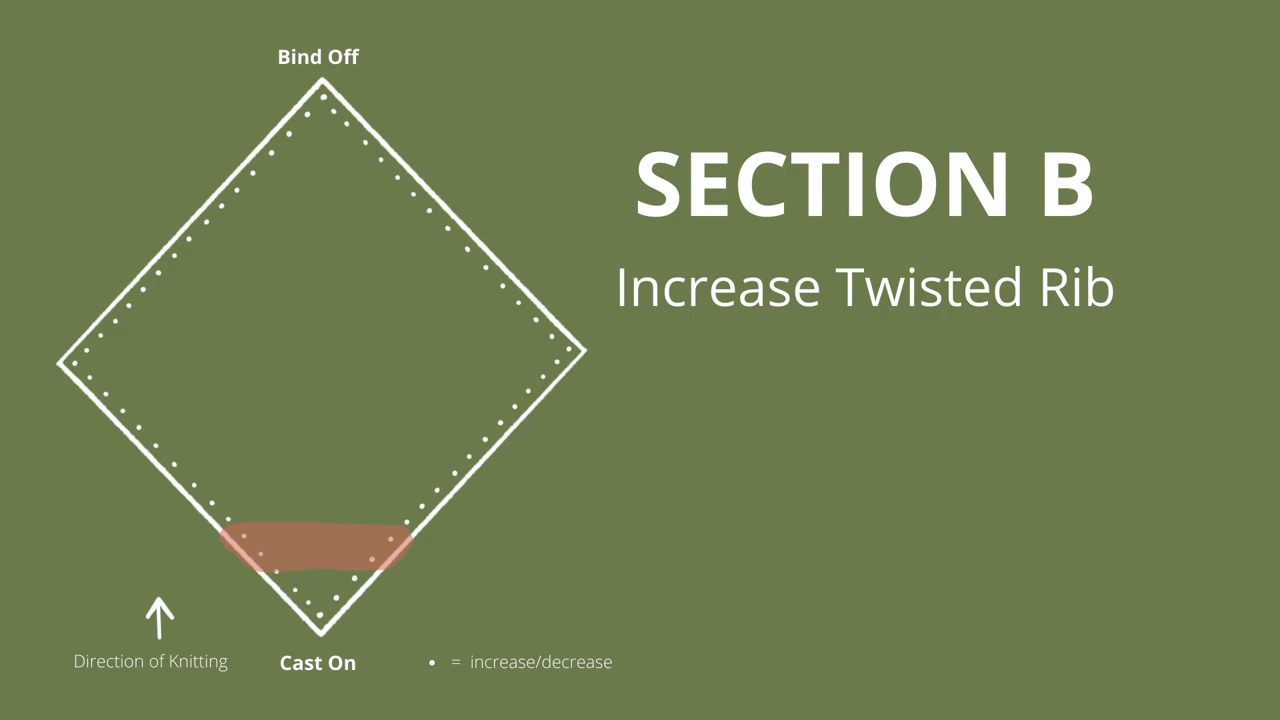 Bind Off
SECTION B
Increase Twisted Rib
Direction of Knitting
Cast On
• = increase/decrease